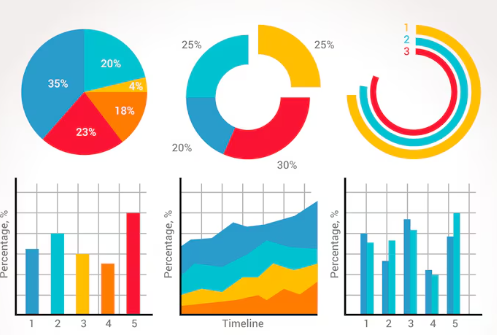 20%
4%
35%
18%
23%
25%
25%
20%
30%
1
2
3
Percentage, %
1 2 3 4 5
Percentage, %
Timeline
Percentage, %
1 2 3 4 5